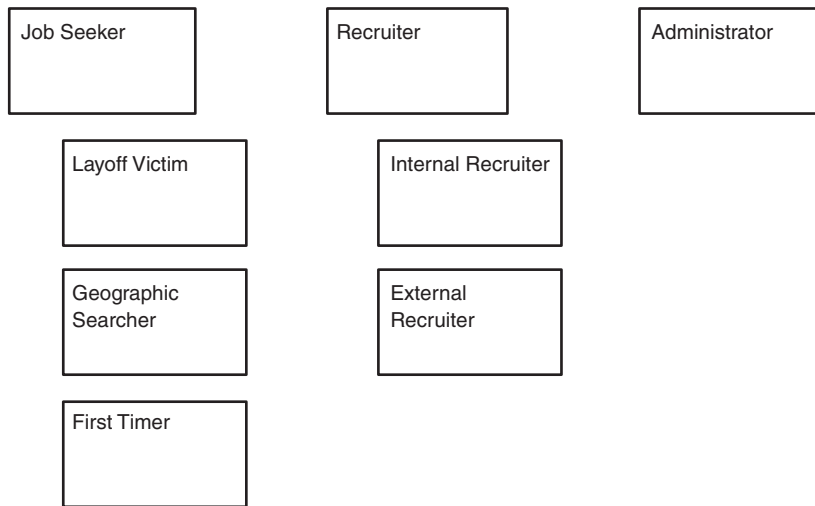 Job Seeker
Recruiter
Administrator
Layoff Victim
Internal Recruiter
Geographic
Searcher
External
Recruiter
First Timer